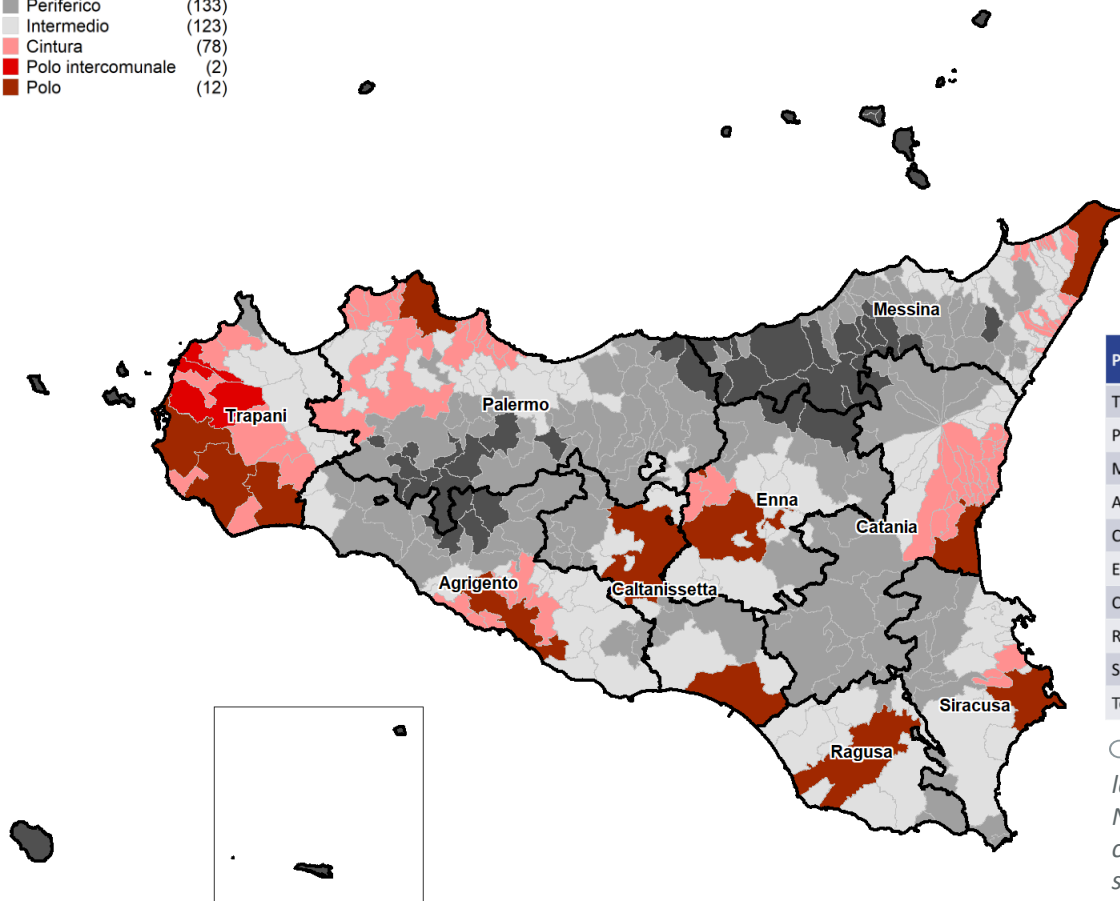 Periferico (133)
Intermedio (123)
Cintura (78)
Polo intercomunale (2)
Polo (12)
Messina
Palermo
Trapani
Enna
Catania
Agrigento
Caltanissetta
Siracusa
Ragusa
P
T
P
M
A
C
E
C
R
S